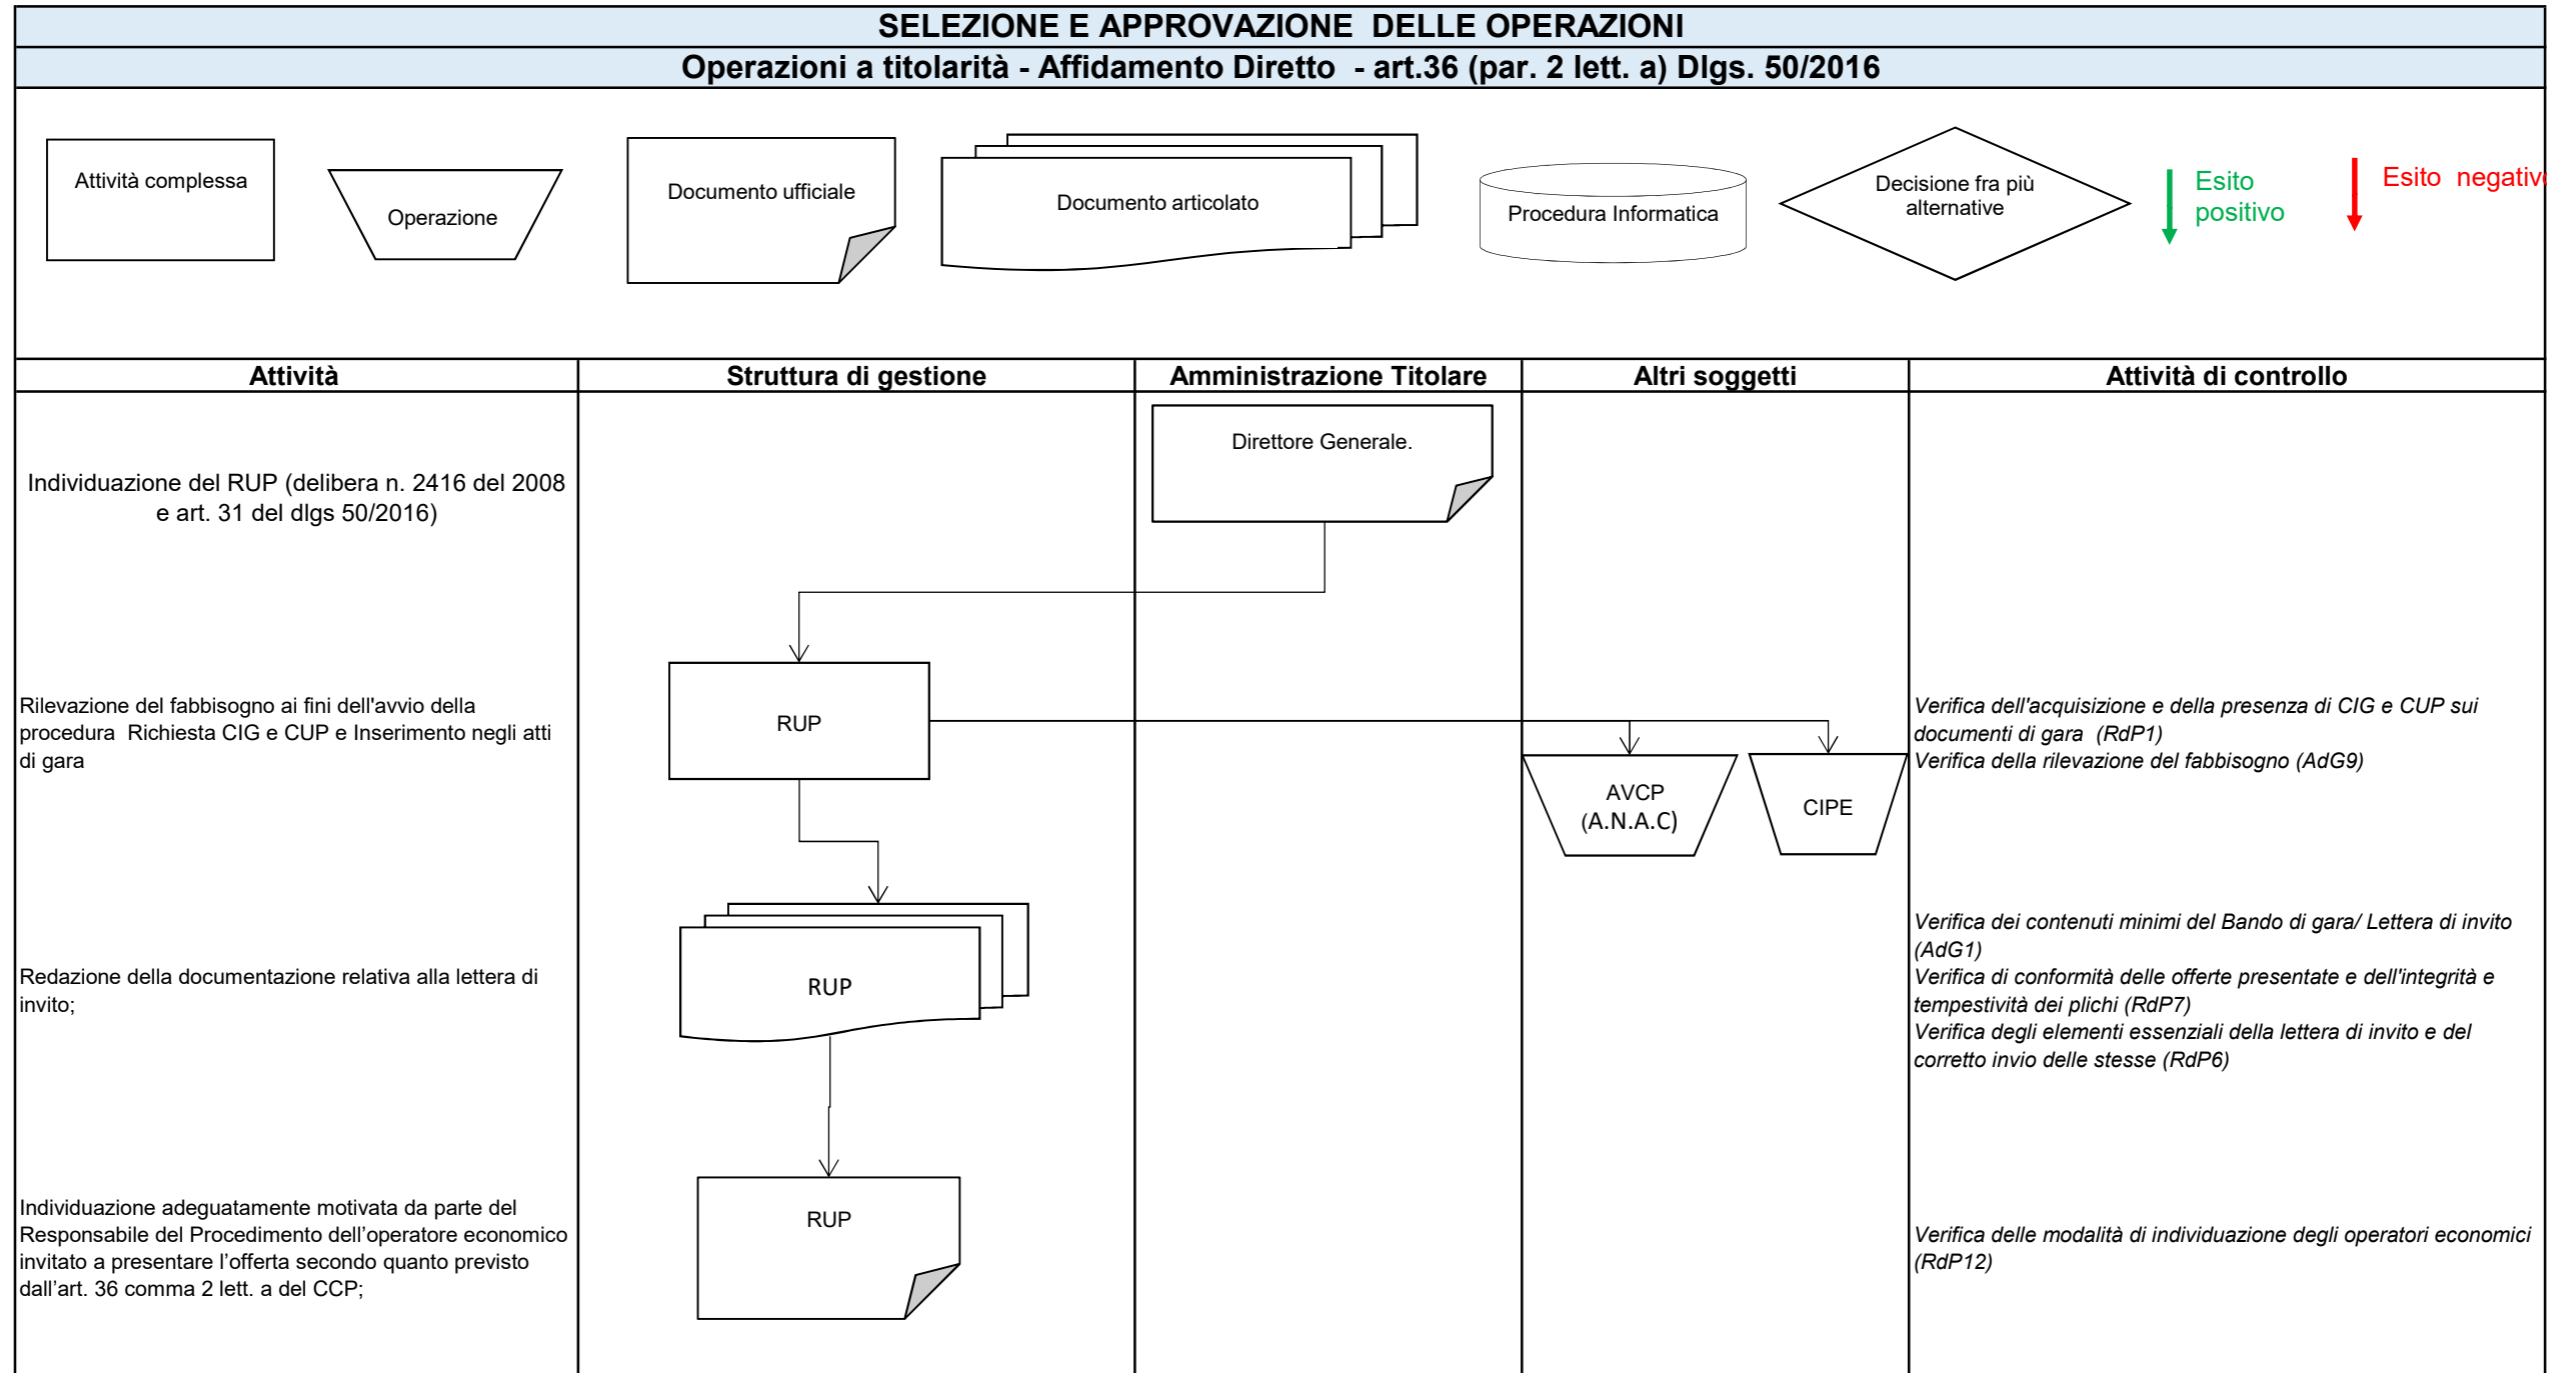 SELEZIONE E APPROVAZIONE DELLE OPERAZIONI
Operazioni a titolarità - Affidamento Diretto - art.36 (par. 2 lett. a) Dlgs. 50/2016
Attività complessa
Operazione
Documento ufficiale
Documento articolato
Procedura Informatica
Decisione fra più
alternative
Esito
positivo
Esito negativ
Attività
Struttura di gestione
Amministrazione Titolare
Altri soggetti
Attività di controllo
Individuazione del RUP (delibera n. 2416 del 2008
e art. 31 del dlgs 50/2016)
Direttore Generale.
Rilevazione del fabbisogno ai fini dell'avvio della
procedura Richiesta CIG e CUP e Inserimento negli atti
di gara
RUP
AVCP
(A.N.A.C)
CIPE
Verifica dell'acquisizione e della presenza di CIG e CUP sui
documenti di gara (RdP1)
Verifica della rilevazione del fabbisogno (AdG9)
Redazione della documentazione relativa alla lettera di
invito;
RUP
Verifica dei contenuti minimi del Bando di gara/ Lettera di invito
(AdG1)
Verifica di conformità delle offerte presentate e dell'integrità e
tempestività dei plichi (RdP7)
Verifica degli elementi essenziali della lettera di invito e del
corretto invio delle stesse (RdP6)
Individuazione adeguatamente motivata da parte del
Responsabile del Procedimento dell’operatore economico
invitato a presentare l’offerta secondo quanto previsto
dall’art. 36 comma 2 lett. a del CCP;
RUP
Verifica delle modalità di individuazione degli operatori economici
(RdP12)